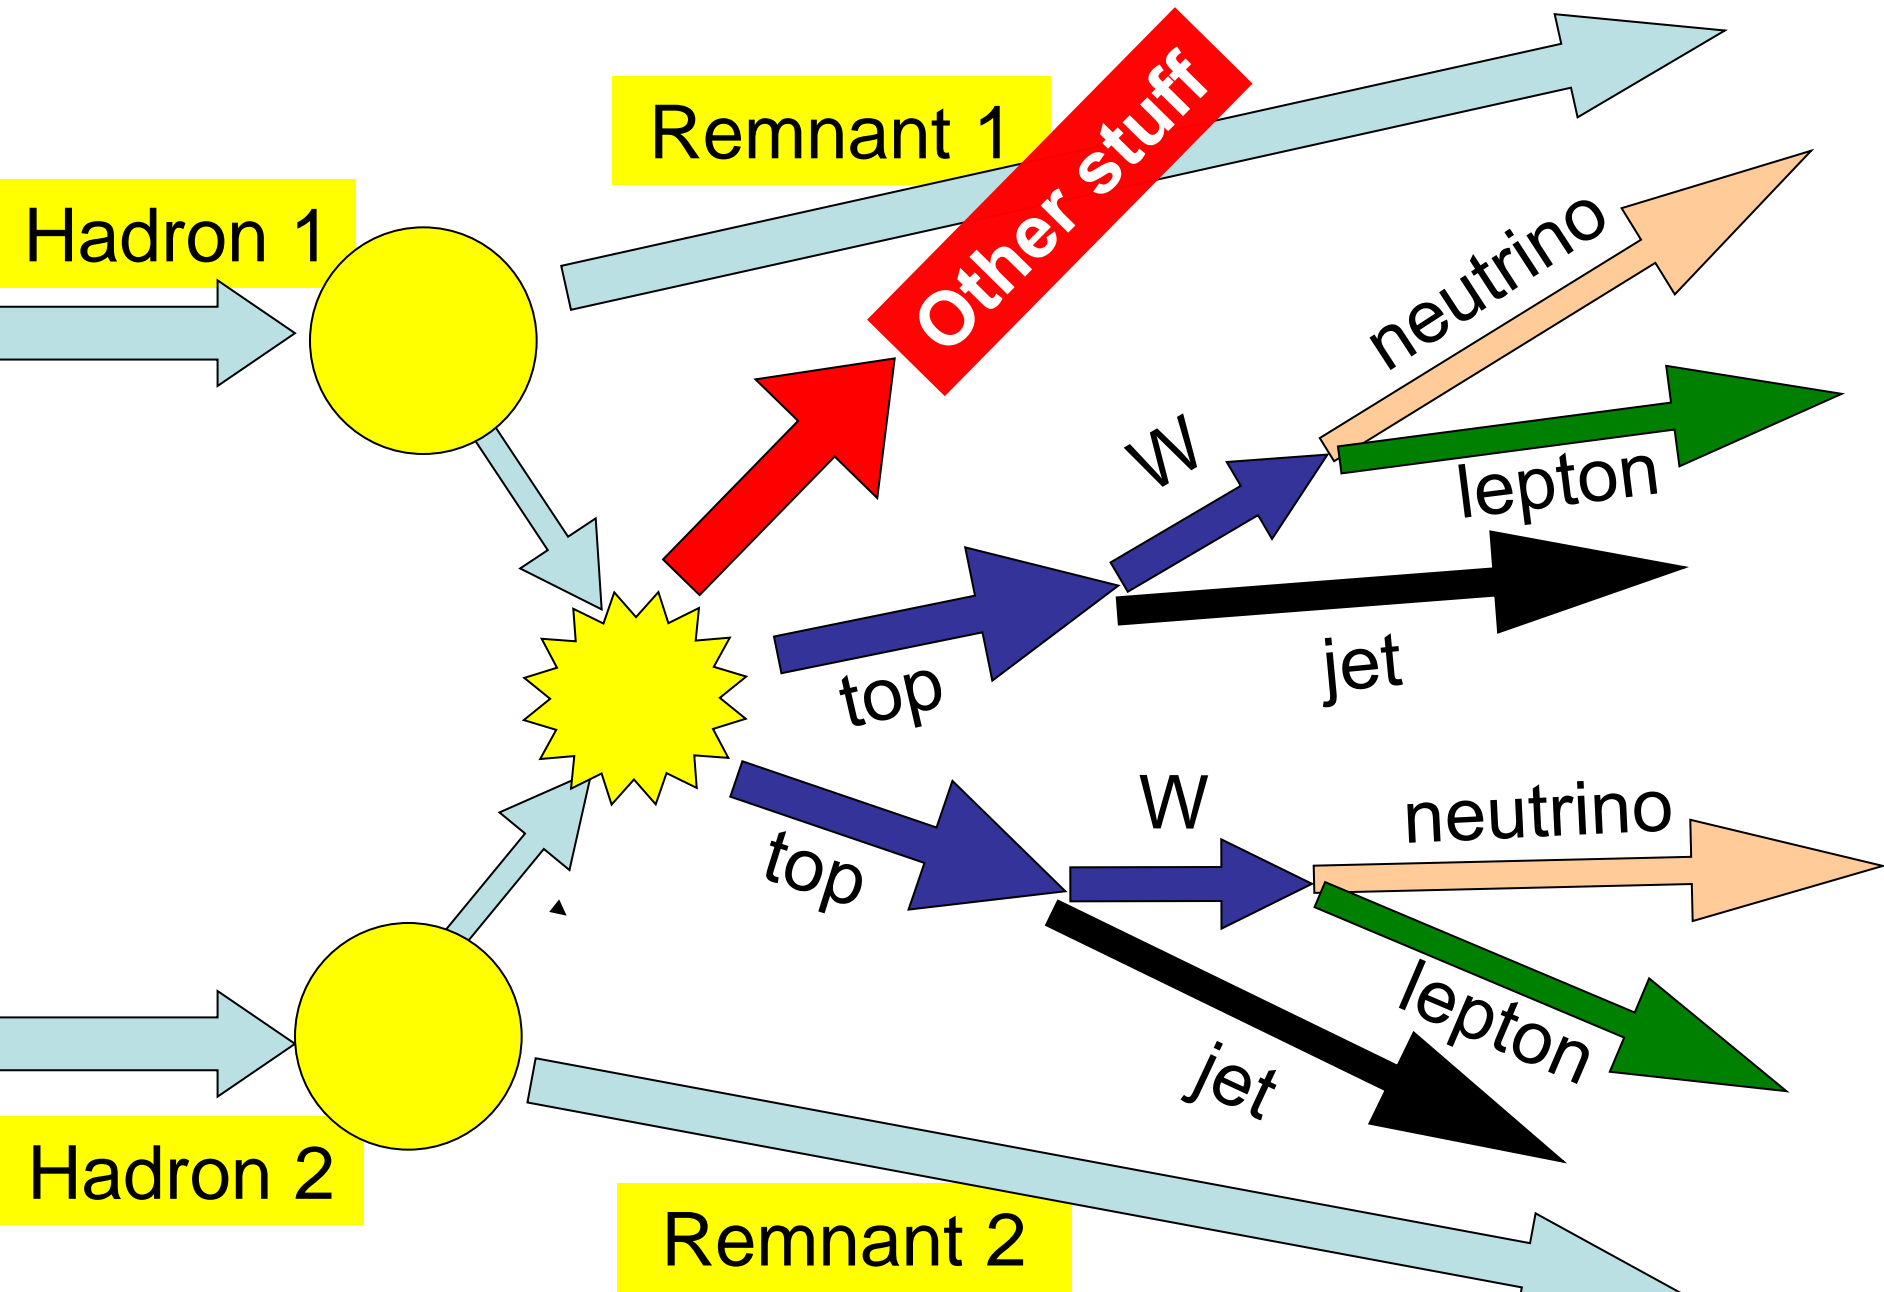 Remnant 1
Other stuff
Hadron 1
neutrino
W
lepton
jet
top
W
neutrino
top
lepton
jet
Hadron 2
Remnant 2